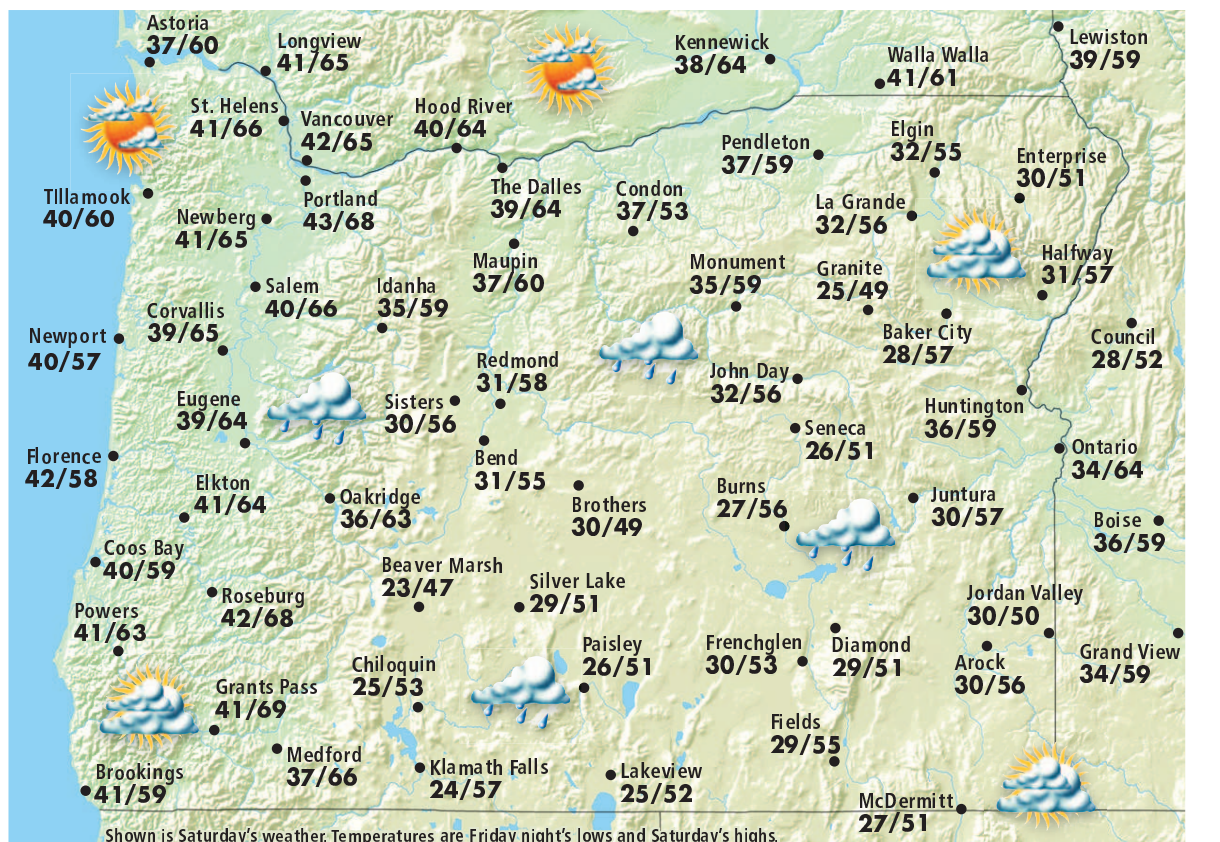 Astoria
37/60
Longview
41/65
Kennewick
38/64
Walla Walla
41/61
Lewiston
39/59
St. Helens
41/66
Vancouver
42/65
Hood River
40/64
Pendleton
37/59
Elgin
32/55
Enterprise
30/51
TIllamook
40/60
Newberg
41/65
Portland
43/68
The Dalles
39/64
Condon
37/53
La Grande
32/56
Maupin
37/60
Monument
35/59
Granite
25/49
Halfway
31/57
Salem
40/66
Idanha
35/59
Corvallis
39/65
Newport
40/57
Baker City
28/57
Council
28/52
Redmond
31/58
John Day
32/56
Eugene
39/64
Sisters
30/56
Huntington
36/59
Seneca
26/51
Florence
42/58
Bend
31/55
Ontario
34/64
Elkton
41/64
Oakridge
36/63
Brothers
30/49
Burns
27/56
Juntura
30/57
Boise
36/59
Coos Bay
40/59
Beaver Marsh
23/47
Silver Lake
29/51
Roseburg
42/68
Jordan Valley
30/50
Powers
41/63
Paisley
26/51
Frenchglen
30/53
Diamond
29/51
Arock
30/56
Grand View
34/59
Chiloquin
25/53
Grants Pass
41/69
Fields
29/55
Medford
37/66
Klamath Falls
24/57
Lakeview
25/52
Brookings
41/59
McDermitt
27/51
Shown is Saturday's weather. Temperatures are Friday night's lows and Saturday's highs.